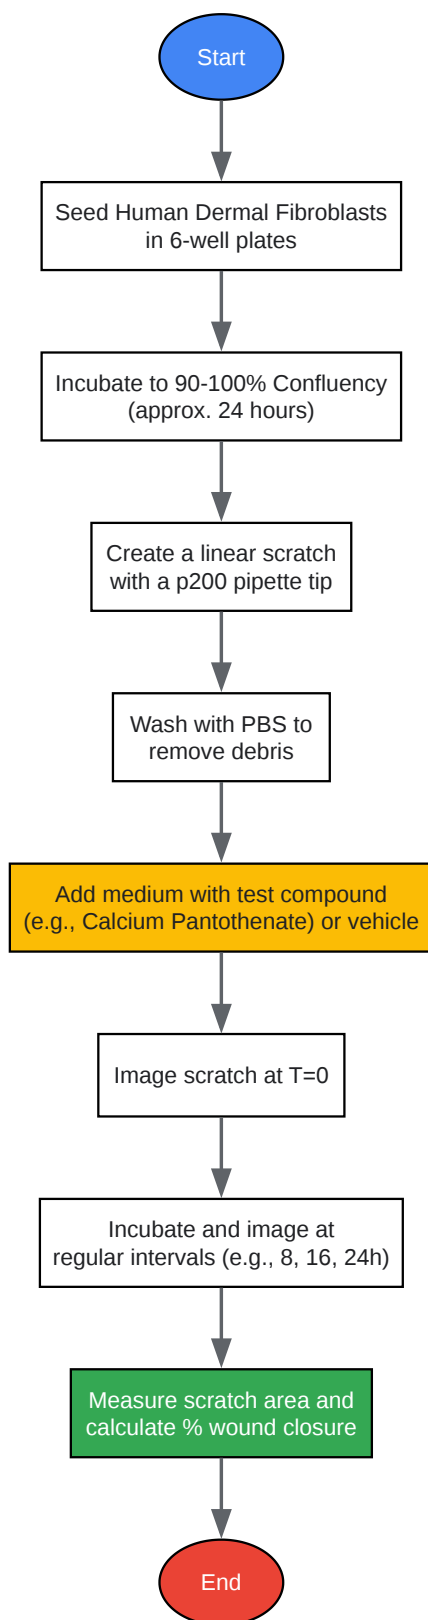 Start
Seed Human Dermal Fibroblasts
in 6-well plates
Incubate to 90-100% Confluency
(approx. 24 hours)
Create a linear scratch
with a p200 pipette tip
Wash with PBS to
remove debris
Add medium with test compound
(e.g., Calcium Pantothenate) or vehicle
Image scratch at T=0
Incubate and image at
regular intervals (e.g., 8, 16, 24h)
Measure scratch area and
calculate % wound closure
End